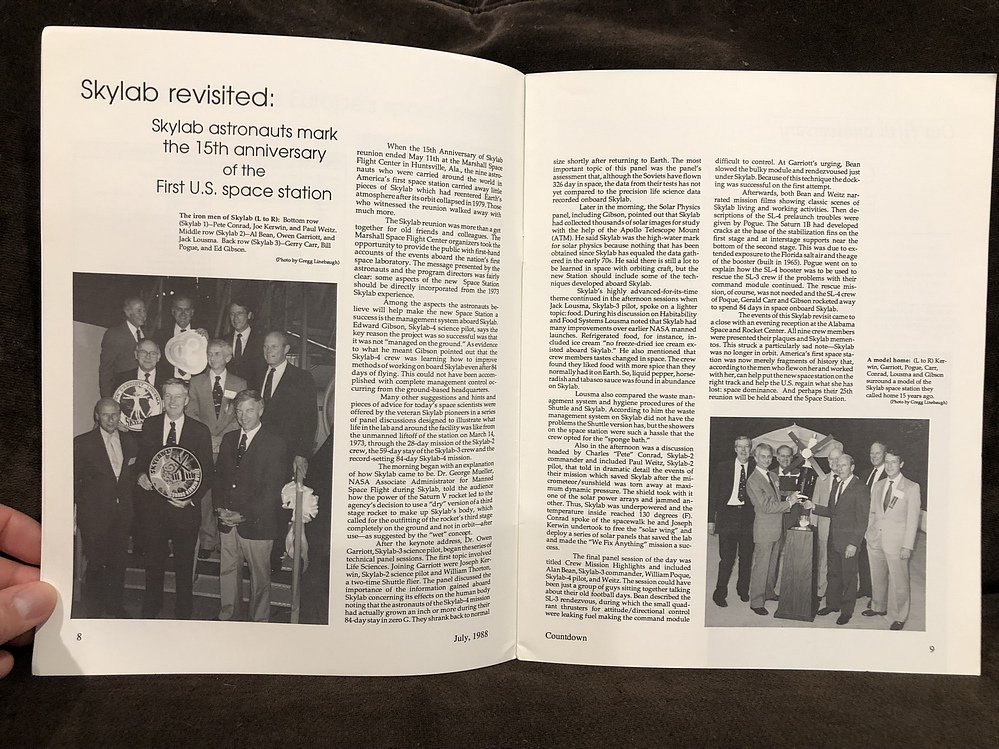 Skylab revisited:
Skylab astronauts mark
the 15th anniversary
of the
First U.S. space station
The iron men of Skylab (L to R): Bottom row
(Skylab 1)—Pete Conrad, Joe Kerwin, and Paul Weitz.
Middle row (Skylab 2)—Al Bean, Owen Garriott, and
Jack Lousma. Back row (Skylab 3)—Gerry Carr, Bill
Pogue, and Ed Gibson.
(Photo by Gregg Linebaugh)
When the 15th Anniversary of Skylab
reunion ended May 11th at the Marshall Space
Flight Center in Huntsville, Ala., the nine astro-
nauts who were carried around the world in
America's first space station carried away little
pieces of Skylab which had reentered Earth's
atmosphere after its orbit collapsed in 1979. Those
who witnessed the reunion walked away with
much more.
The Skylab reunion was more than a get
together for old friends and colleagues. The
Marshall Space Flight Center organizers took the
opportunity to provide the public with first-hand
accounts of the events aboard the nation's first
space laboratory. The message presented by the
astronauts and the program directors was fairly
clear: some aspects of the new Space Station
should be directly incorporated from the 1973
Skylab experience.
Among the aspects the astronauts be-
lieve will help make the new Space Station a
success is the management system aboard Skylab.
Edward Gibson, Skylab-4 science pilot, says the
key reason the project was so successful was that
it was not "managed on the ground." As evidence
to what he meant Gibson pointed out that the
Skylab-4 crew was learning how to improve
methods of working on board Skylab even after 84
days of flying. This could not have been accom-
plished with complete management control oc-
curring from the ground-based headquarters.
Many other suggestions and hints and
pieces of advice for today's space scientists were
offered by the veteran Skylab pioneers in a series
of panel discussions designed to illustrate what
life in the lab and around the facility was like from
the unmanned liftoff of the station on March 14,
1973, through the 28-day mission of the Skylab-2
crew, the 59-day stay of the Skylab-3 crew and the
record-setting 84-day Skylab-4 mission.
The morning began with an explanation
of how Skylab came to be. Dr. George Mueller,
NASA Associate Administrator for Manned
Space Flight during Skylab, told the audience
how the power of the Saturn V rocket led to the
agency's decision to use a "dry" version of a third
stage rocket to make up Skylab's body, which
called for the outfitting of the rocket's third stage
completely on the ground and not in orbit—after
use—as suggested by the "wet" concept.
After the keynote address, Dr. Owen
Garriott, Skylab-3 science pilot, began the series of
technical panel sessions. The first topic involved
Life Sciences. Joining Garriott were Joseph Ker-
win, Skylab-2 science pilot and William Thornton,
a two-time Shuttle flier. The panel discussed the
importance of the information gained aboard
Skylab concerning its effects on the human body
noting that the astronauts of the Skylab-4 mission
had actually grown an inch or more during their
84-day stay in zero G. They shrank back to normal
8
July, 1988
size shortly after returning to Earth. The most
important topic of this panel was the panel's
assessment that, although the Soviets have flown
326 day in space, the data from their tests has not
yet compared to the precision life science data
recorded onboard Skylab.
Later in the morning, the Solar Physics
panel, including Gibson, pointed out that Skylab
had collected thousands of solar images for study
with the help of the Apollo Telescope Mount
(ATM). He said Skylab was the high-water mark
for solar physics because nothing that has been
obtained since Skylab has equaled the data gath-
ered in the early 70s. He said there is still a lot to
be learned in space with orbiting craft, but the
new Station should include some of the tech-
niques developed aboard Skylab.
Skylab's highly advanced-for-its-time
theme continued in the afternoon sessions when
Jack Lousma, Skylab-3 pilot, spoke on a lighter
topic: food. During his discussion on Habitability
and Food Systems Lousma noted that Skylab had
many improvements over earlier NASA manned
launches. Refrigerated food, for instance, in-
cluded ice cream "no freeze-dried ice cream ex-
isted aboard Skylab." He also mentioned that
crew members tastes changed in space. The crew
found they liked food with more spice than they
normally had it on Earth. So, liquid pepper, horse-
radish and tabasco sauce was found in abundance
on Skylab.
Lousma also compared the waste man-
agement system and hygiene procedures of the
Shuttle and Skylab. According to him the waste
management system on Skylab did not have the
problems the Shuttle version has, but the showers
on the space station were such a hassle that the
crew opted for the "sponge bath."
Also in the afternoon was a discussion
headed by Charles "Pete" Conrad, Skylab-2
commander and included Paul Weitz, Skylab-2
pilot, that told in dramatic detail the events of
their mission which saved Skylab after the mi-
crometeor/sunshield was torn away at maxi-
mum dynamic pressure. The shield took with it
one of the solar power arrays and jammed an-
other. Thus, Skylab was underpowered and the
temperature inside reached 130 degrees (F).
Conrad spoke of the spacewalk he and Joseph
Kerwin undertook to free the "solar wing" and
deploy a series of solar panels that saved the lab
and made the "We Fix Anything" mission a suc-
cess.
The final panel session of the day was
titled Crew Mission Highlights and included
Alan Bean, Skylab-3 commander, William Poque,
Skylab-4 pilot, and Weitz. The session could have
been just a group of guys sitting together talking
about their old football days. Bean described the
SL-3 rendezvous, during which the small quad-
rant thrusters for attitude/directional control
were leaking fuel making the command module
difficult to control. At Garriott's urging, Bean
slowed the bulky module and rendezvoused just
under Skylab. Because of this technique the dock-
ing was successful on the first attempt.
Afterwards, both Bean and Weitz nar-
rated mission films showing classic scenes of
Skylab living and working activities. Then de-
scriptions of the SL-4 prelaunch troubles were
given by Pogue. The Saturn 1B had developed
cracks at the base of the stabilization fins on the
first stage and at interstage supports near the
bottom of the second stage. This was due to ex-
tended exposure to the Florida salt air and the age
of the booster (built in 1965). Pogue went on to
explain how the SL-4 booster was to be used to
rescue the SL-3 crew if the problems with their
command module continued. The rescue mis-
sion, of course, was not needed and the SL-4 crew
of Poque, Gerald Carr and Gibson rocketed away
to spend 84 days in space onboard Skylab.
The events of this Skylab revisit came to
a close with an evening reception at the Alabama
Space and Rocket Center. All nine crew members
were presented their plaques and Skylab memen-
tos. This struck a particularly sad note—Skylab
was no longer in orbit. America's first space sta-
tion was now merely fragments of history that,
according to the men who flew on her and worked
with her, can help put the new space station on the
right track and help the U.S. regain what she has
lost: space dominance. And perhaps their 25th
reunion will be held aboard the Space Station.
A model home: (L to R) Ker-
win, Garriott, Pogue, Carr,
Conrad, Lousma and Gibson
surround a model of the
Skylab space station they
called home 15 years ago.
(Photo by Gregg Linebaugh)
Countdown
9